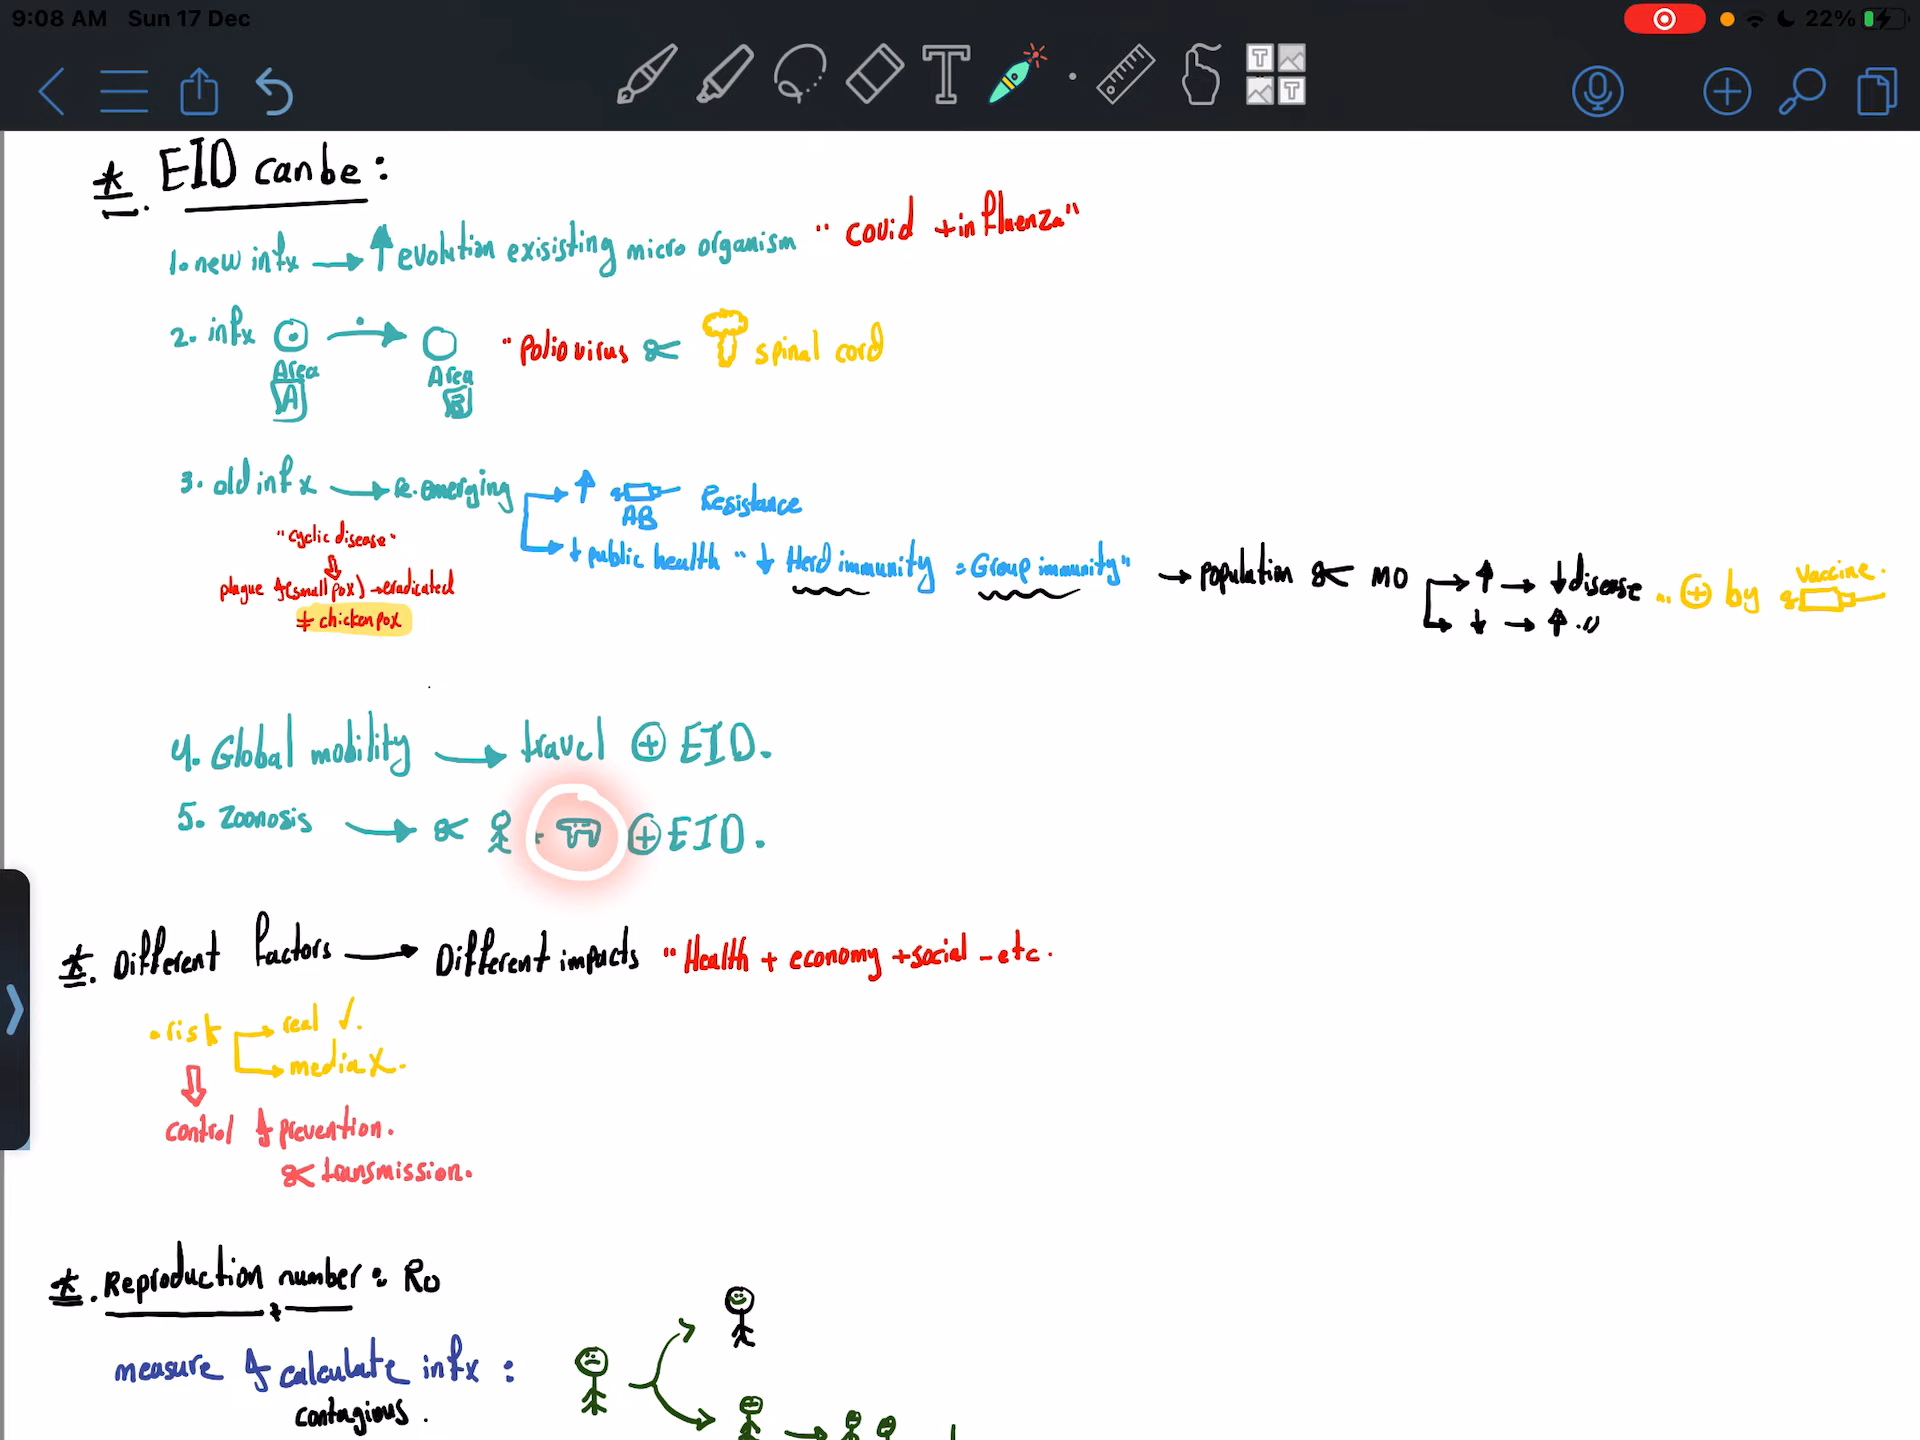 9:08 AM Sun 17 Dec
22%
* EID can be:
1. new infx → ↑ evolution exisisting micro organism " covid + influenza"
2. infx → "Polio virus spinal cord
Area Area
A B
3. old infx → re.emerging ↑ AB Resistance
"cyclic disease"
↓ public health " ↓ Herd immunity = Group immunity" → population MO ↑ → ↓ disease .. ⊕ by vaccine.
↓ → ↑ .,,
plague & (small pox) → eradicated
≠ chickenpox
4. Global mobility → travel ⊕ EID.
5. Zoonosis → + ⊕ EID.
*. Different factors → Different impacts "Health + economy + social - etc.
• risk → real ✓.
→ media X.
⇓
control & prevention.
transmission.
*. Reproduction number : R0
measure & calculate infx :
contagious.